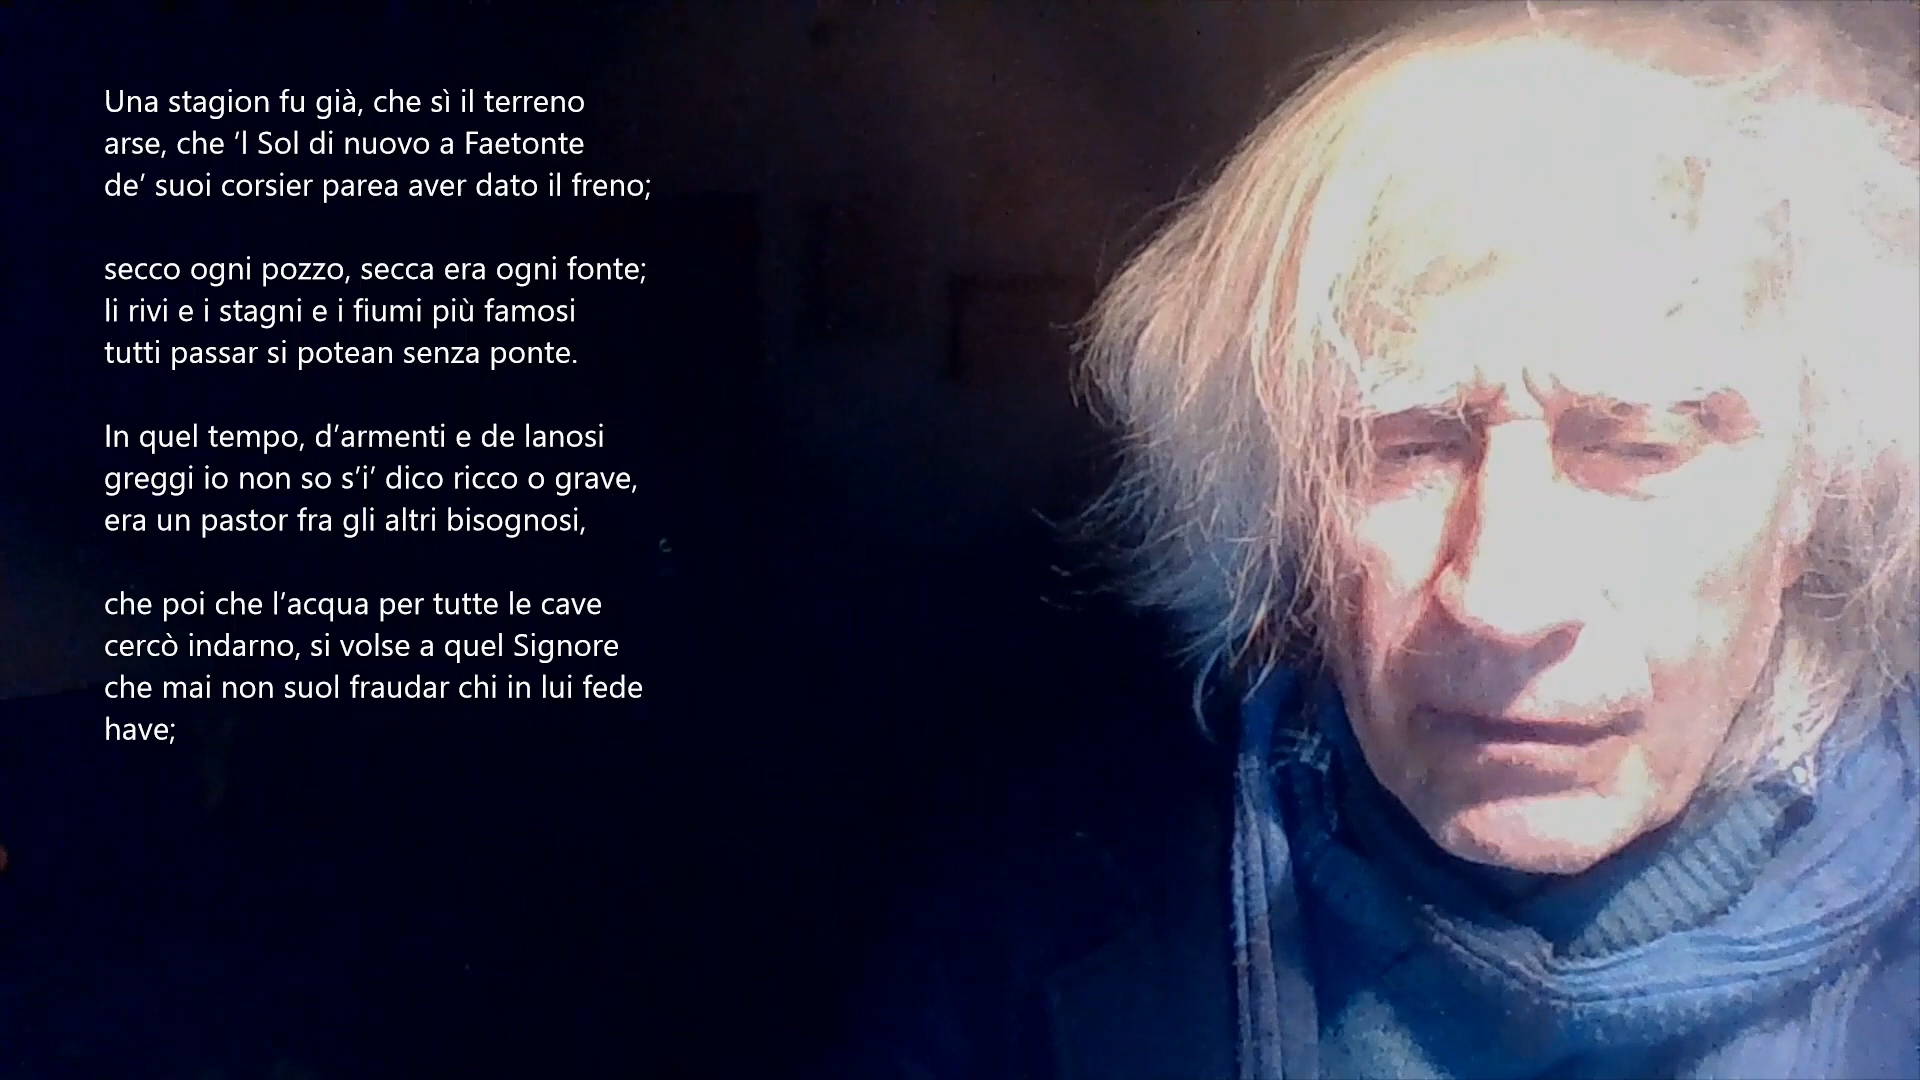 Una stagion fu già, che sì il terreno
arse, che ’l Sol di nuovo a Faetonte
de’ suoi corsier parea aver dato il freno;
secco ogni pozzo, secca era ogni fonte;
li rivi e i stagni e i fiumi più famosi
tutti passar si potean senza ponte.
In quel tempo, d’armenti e de lanosi
greggi io non so s’i’ dico ricco o grave,
era un pastor fra gli altri bisognosi,
che poi che l’acqua per tutte le cave
cercò indarno, si volse a quel Signore
che mai non suol fraudar chi in lui fede
have;